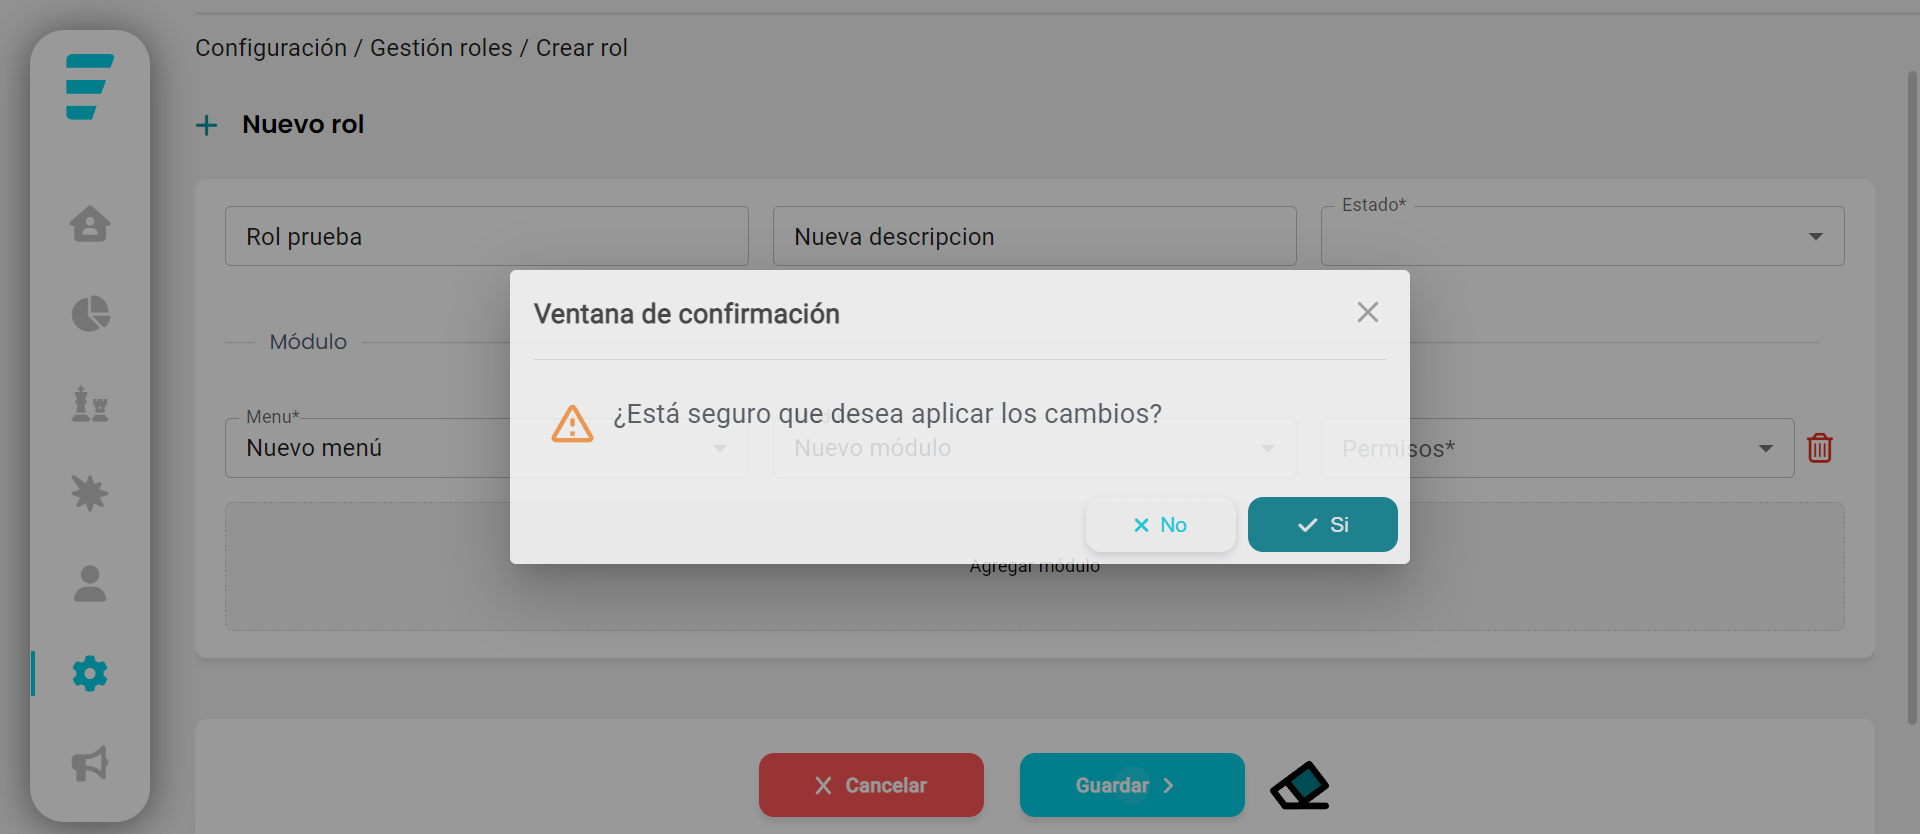 Configuración / Gestión roles / Crear rol
Nuevo rol
Rol prueba
Nueva descripcion
Estado*
Módulo
Ventana de confirmación
¿Está seguro que desea aplicar los cambios?
Menu*
Nuevo menú
Nuevo módulo
Permisos*
No
Si
Agregar módulo
Cancelar
Guardar